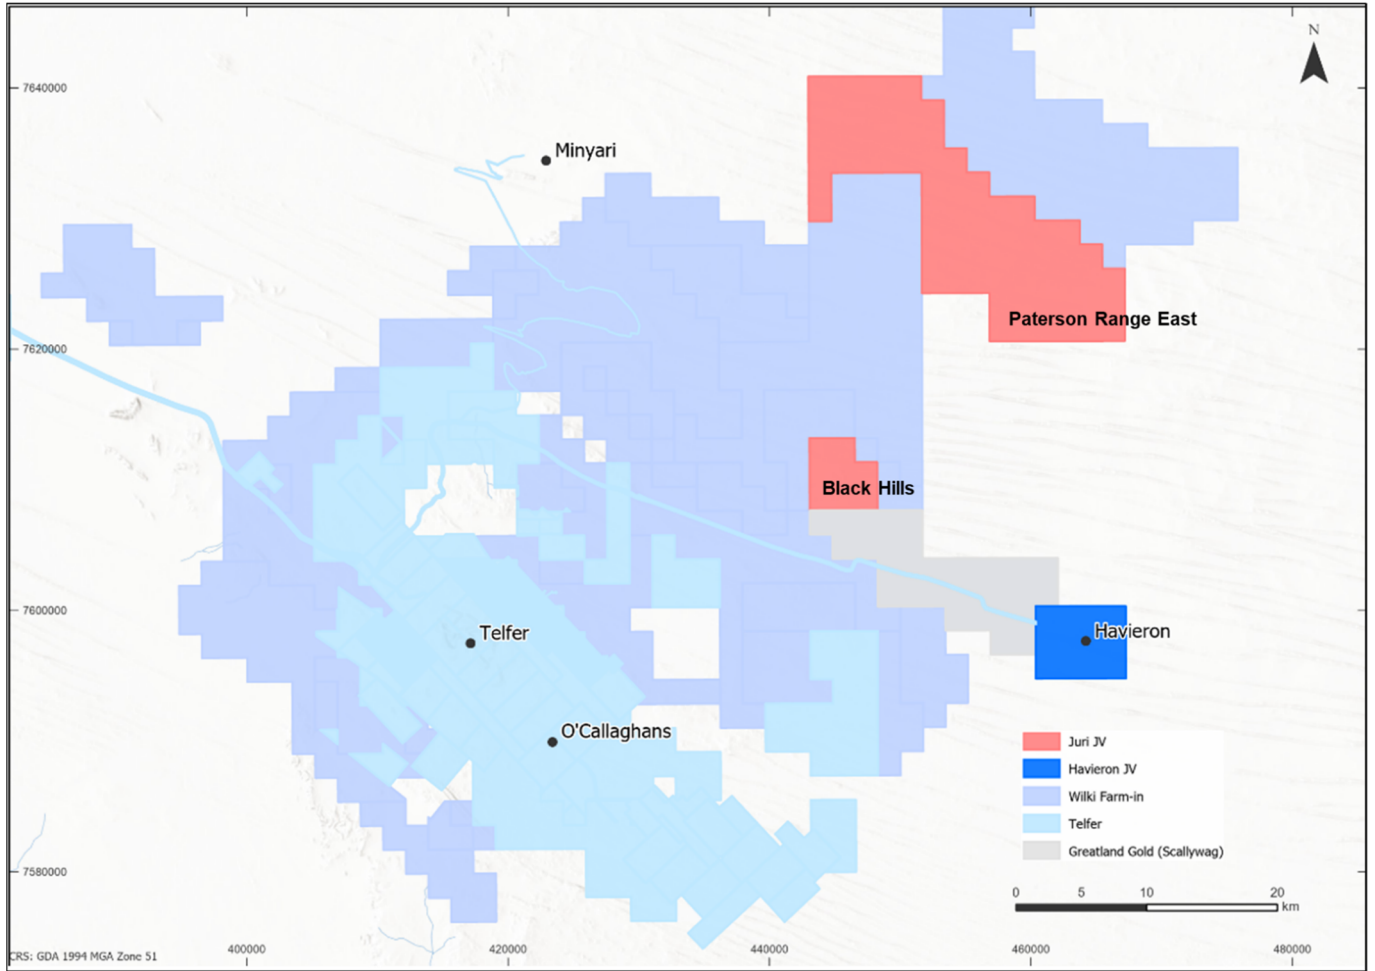 N
7640000
Minyari
Paterson Range East
7620000
Black Hills
7600000
Telfer
Havieron
O'Callaghans
Juri JV
Havieron JV
Wilki Farm-in
Telfer
Greatland Gold (Scallywag)
7580000
0 5 10 20
km
400000 420000 440000 460000 480000
CRS: GDA 1994 MGA Zone 51